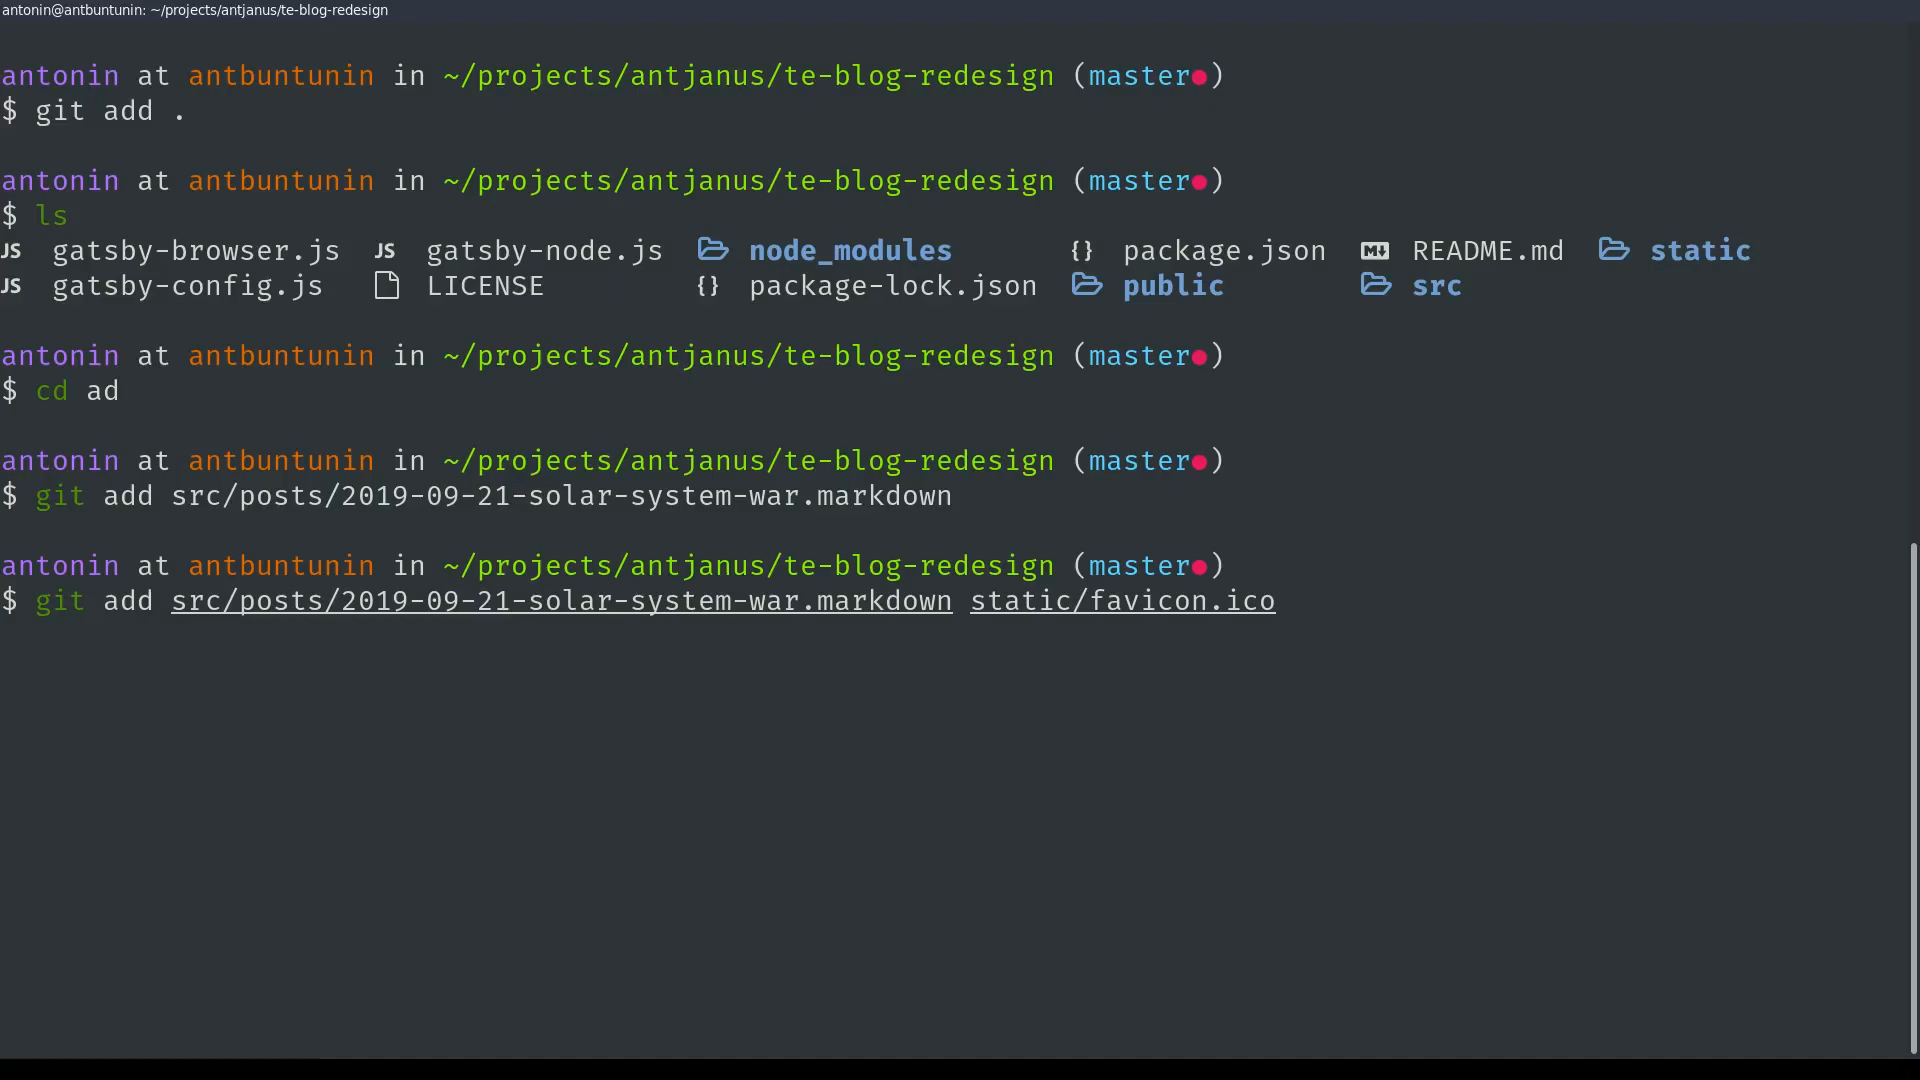 antonin@antbuntunin: ~/projects/antjanus/te-blog-redesign
antonin at antbuntunin in ~/projects/antjanus/te-blog-redesign (master●)
$ git add .
antonin at antbuntunin in ~/projects/antjanus/te-blog-redesign (master●)
$ ls
JS gatsby-browser.js JS gatsby-node.js node_modules {} package.json M↓ README.md static
JS gatsby-config.js LICENSE {} package-lock.json public src
antonin at antbuntunin in ~/projects/antjanus/te-blog-redesign (master●)
$ cd ad
antonin at antbuntunin in ~/projects/antjanus/te-blog-redesign (master●)
$ git add src/posts/2019-09-21-solar-system-war.markdown
antonin at antbuntunin in ~/projects/antjanus/te-blog-redesign (master●)
$ git add src/posts/2019-09-21-solar-system-war.markdown static/favicon.ico